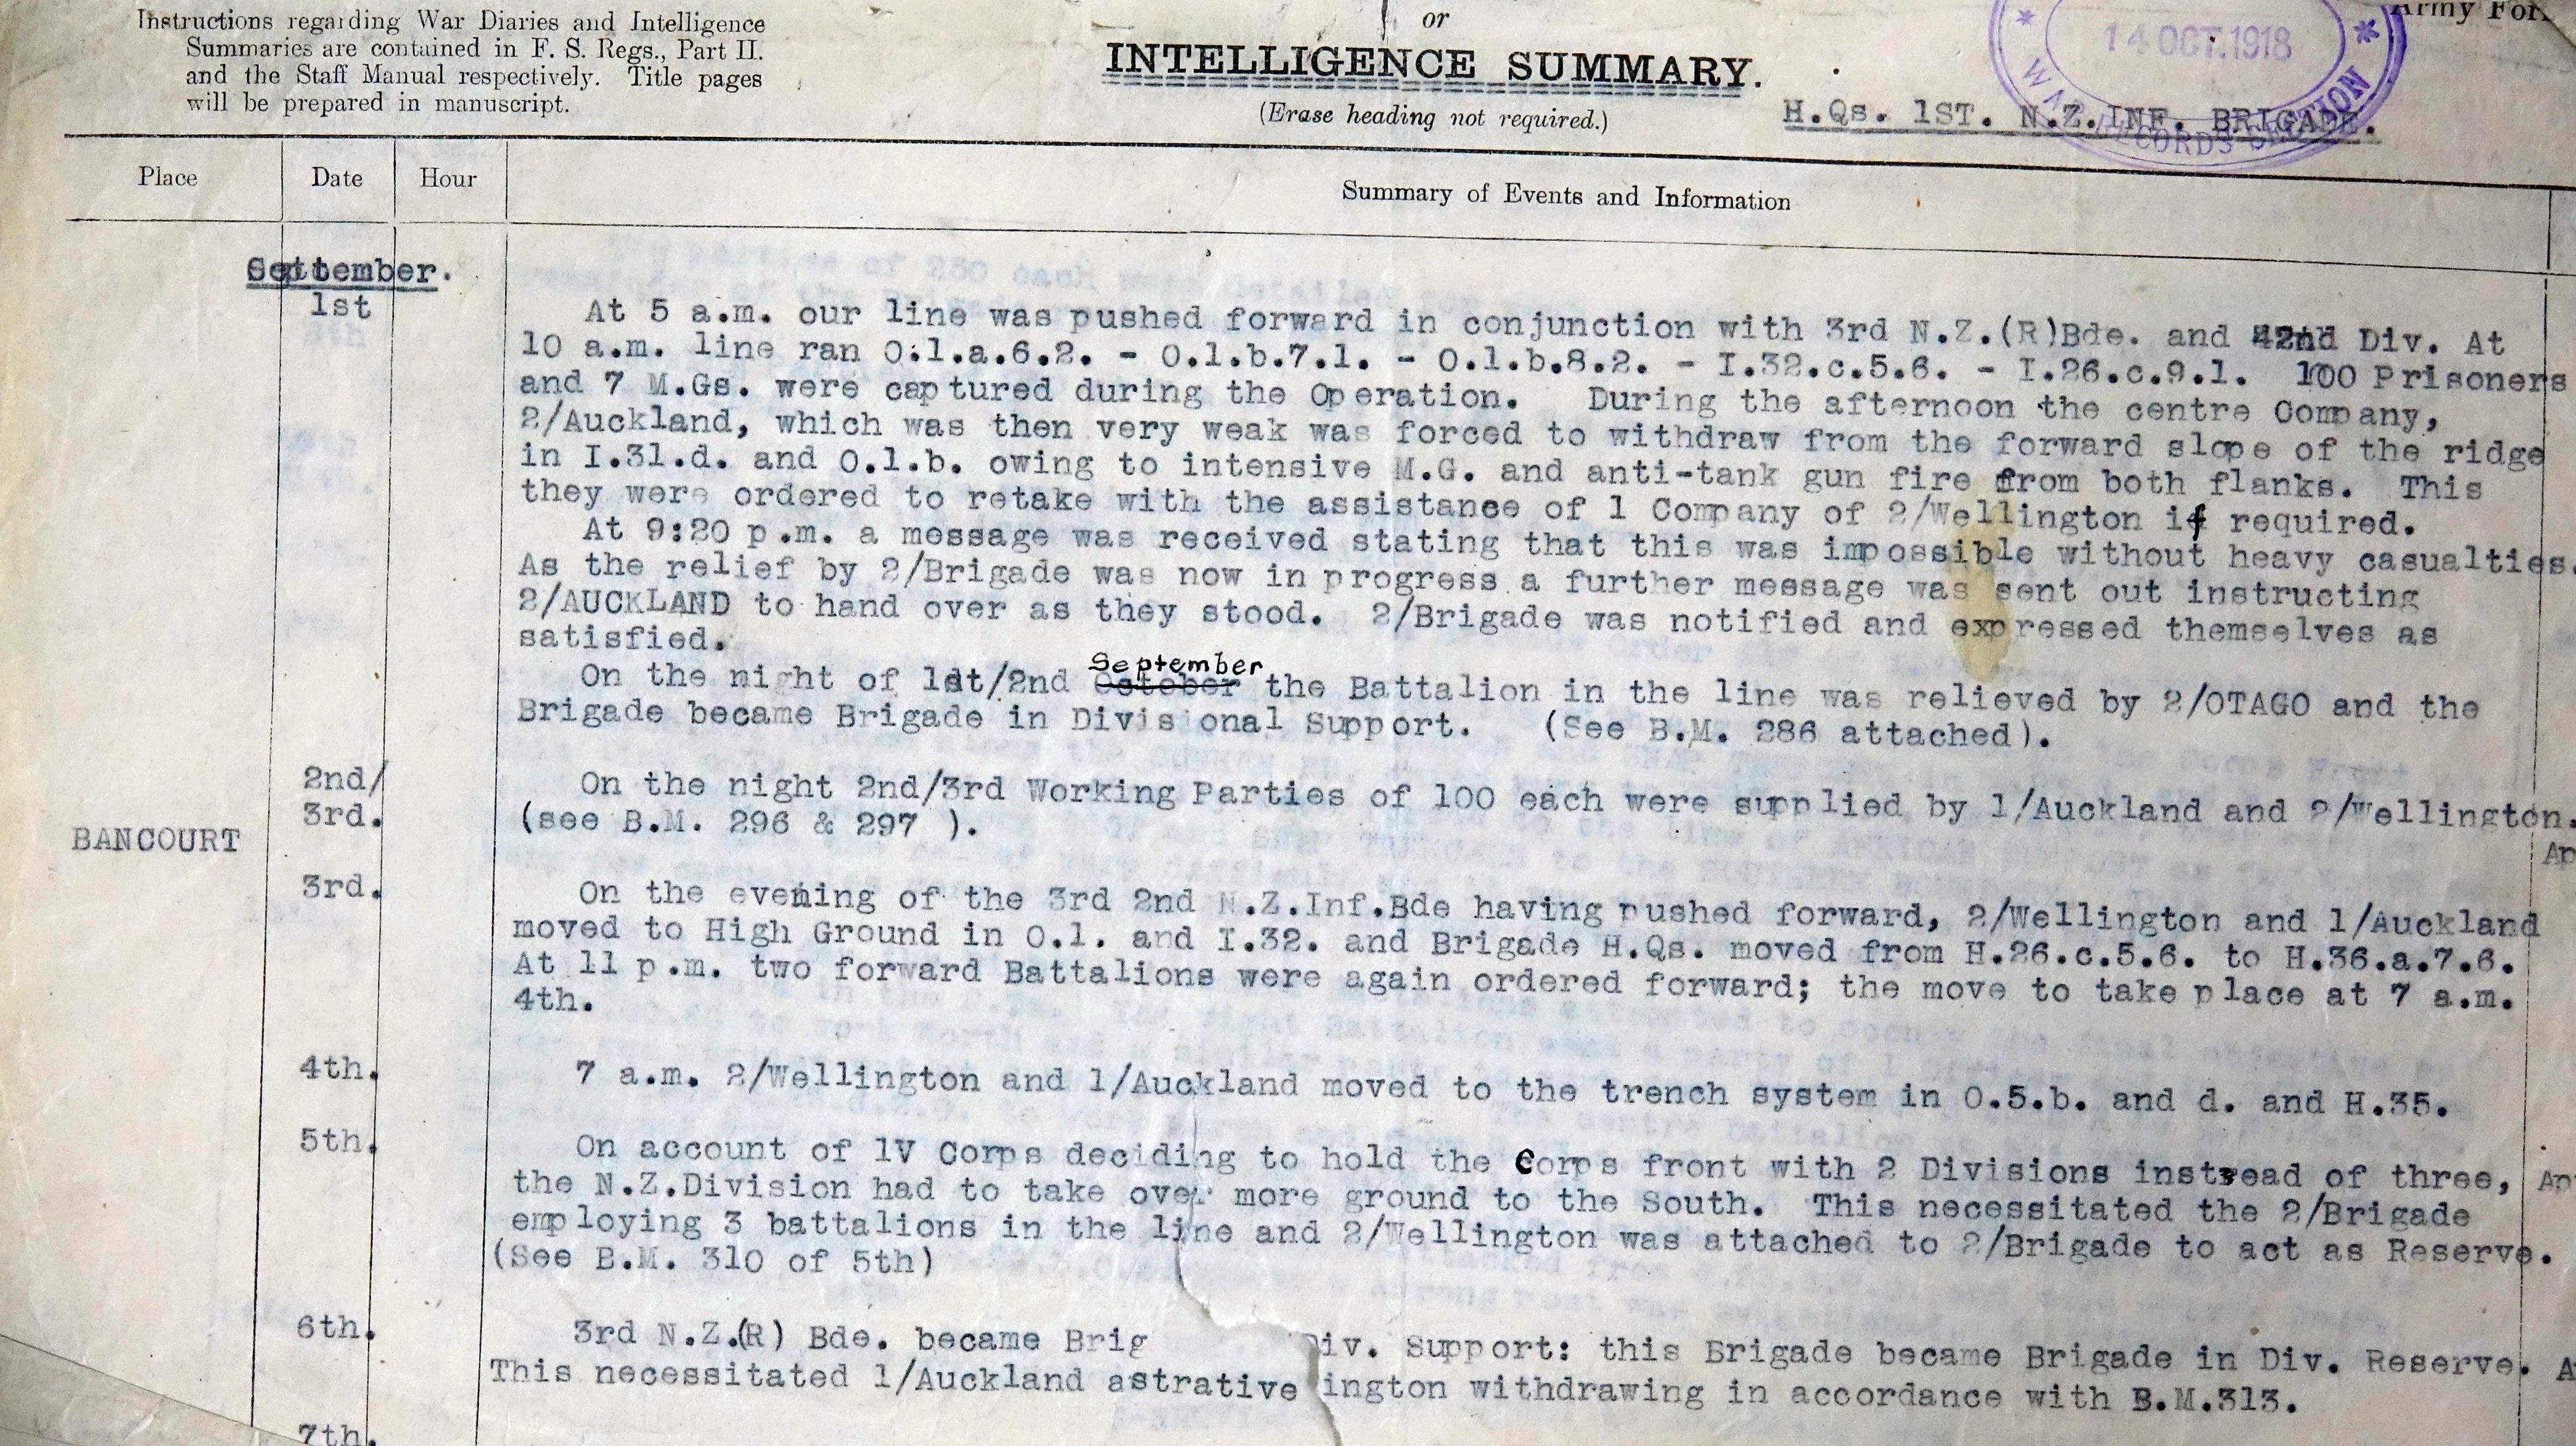 Instructions regarding War Diaries and Intelligence
Summaries are contained in F. S. Regs., Part II.
and the Staff Manual respectively. Title pages
will be prepared in manuscript.
or
INTELLIGENCE SUMMARY.
(Erase heading not required.)
Army For
14 OCT. 1918
H.Qs. 1ST. N.Z.INF. BRIGADE.
Place
Date
Hour
Summary of Events and Information
September.
1st
At 5 a.m. our line was pushed forward in conjunction with 3rd N.Z.(R)Bde. and 42nd Div. At
10 a.m. line ran O.1.a.6.2. - O.1.b.7.1. - O.1.b.8.2. - I.32.c.5.6. - I.26.c.9.1. 100 Prisoners
and 7 M.Gs. were captured during the Operation. During the afternoon the centre Company,
2/Auckland, which was then very weak was forced to withdraw from the forward slope of the ridge
in I.31.d. and O.1.b. owing to intensive M.G. and anti-tank gun fire from both flanks. This
they were ordered to retake with the assistance of 1 Company of 2/Wellington if required.
At 9:20 p.m. a message was received stating that this was impossible without heavy casualties.
As the relief by 2/Brigade was now in progress a further message was sent out instructing
2/AUCKLAND to hand over as they stood. 2/Brigade was notified and expressed themselves as
satisfied.
September
On the night of 1st/2nd October the Battalion in the line was relieved by 2/OTAGO and the
Brigade became Brigade in Divisional Support. (See B.M. 286 attached).
2nd/
3rd.
On the night 2nd/3rd Working Parties of 100 each were supplied by 1/Auckland and 2/Wellington.
(see B.M. 296 & 297 ).
BANCOURT
Ap
3rd.
On the evening of the 3rd 2nd N.Z.Inf.Bde having pushed forward, 2/Wellington and 1/Auckland
moved to High Ground in O.1. and I.32. and Brigade H.Qs. moved from H.26.c.5.6. to H.36.a.7.6.
At 11 p.m. two forward Battalions were again ordered forward; the move to take place at 7 a.m.
4th.
4th.
7 a.m. 2/Wellington and 1/Auckland moved to the trench system in O.5.b. and d. and H.35.
5th.
On account of 1V Corps deciding to hold the Corps front with 2 Divisions instread of three,
the N.Z.Division had to take over more ground to the South. This necessitated the 2/Brigade
employing 3 battalions in the line and 2/Wellington was attached to 2/Brigade to act as Reserve.
(See B.M. 310 of 5th)
Ap
6th.
3rd N.Z.(R) Bde. became Brig Div. Support: this Brigade became Brigade in Div. Reserve. A
This necessitated 1/Auckland astrative ington withdrawing in accordance with B.M.313.
7th.